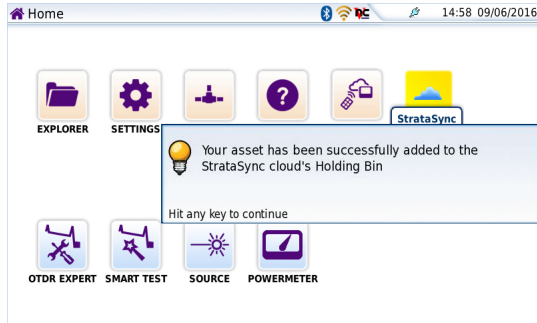 Home
14:58 09/06/2016
EXPLORER
SETTINGS
?
StrataSync
Your asset has been successfully added to the
StrataSync cloud's Holding Bin
Hit any key to continue
OTDR EXPERT
SMART TEST
SOURCE
POWERMETER